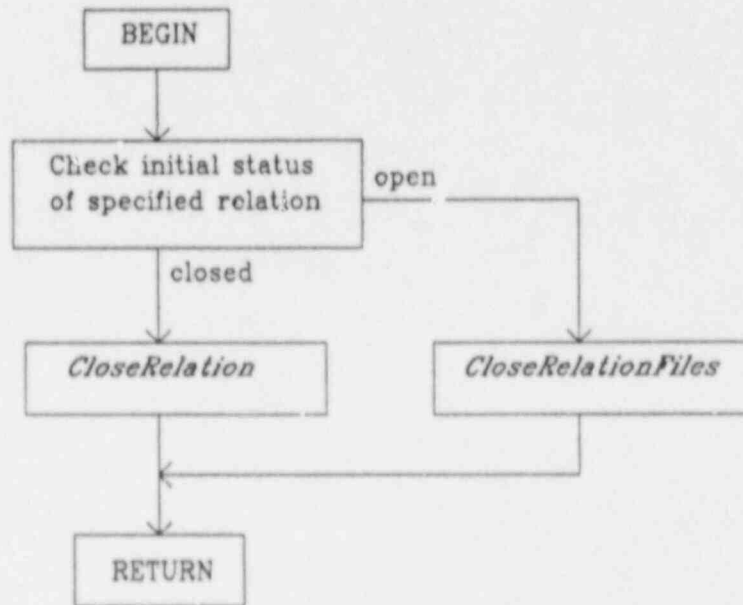 BEGIN
Check initial status
of specified relation
open
closed
CloseRelation
CloseRelationFiles
RETURN